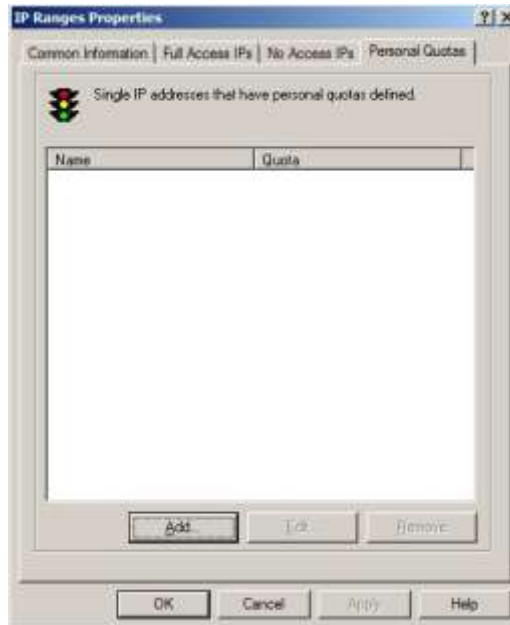 IP Ranges Properties
Common Information Full Access IPs No Access IPs Personal Quotas
Single IP addresses that have personal quotas defined.
Name Quota
Add... Edit... Remove
OK Cancel Apply Help